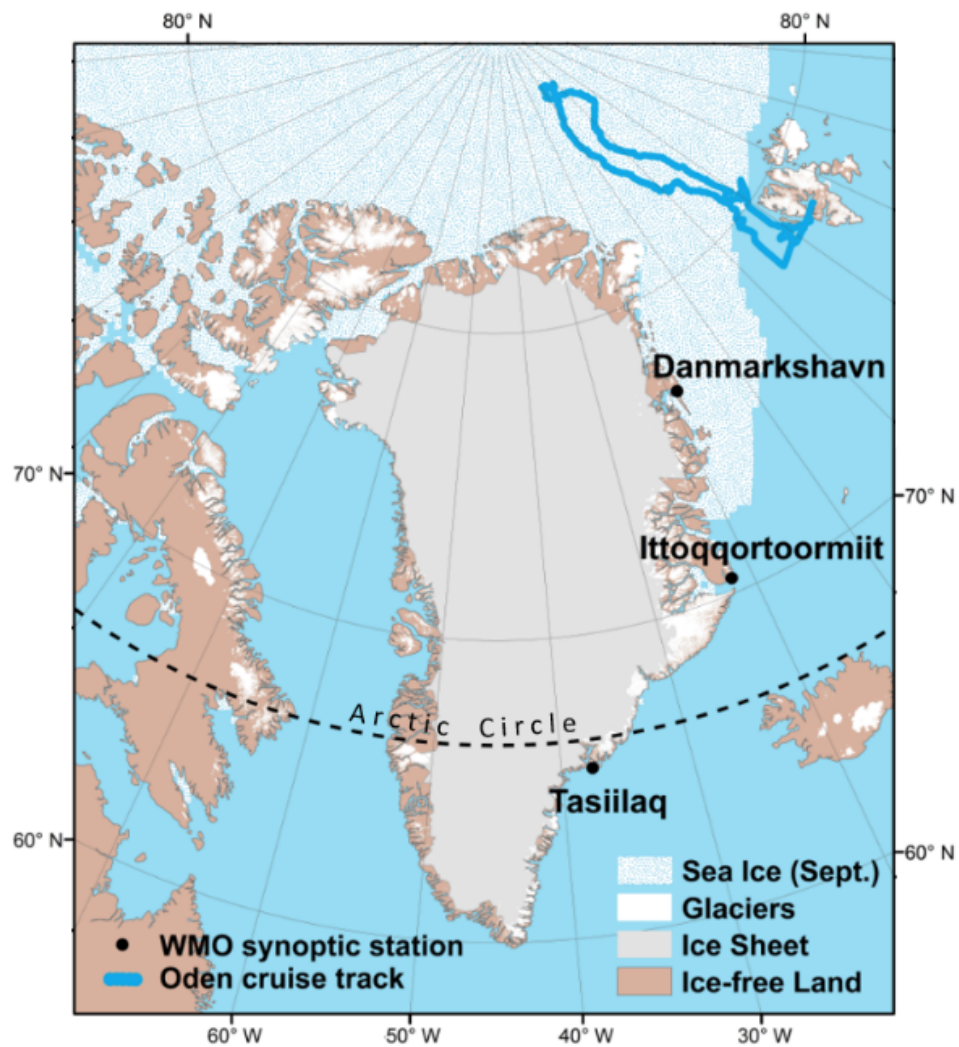 80° N
80° N
Danmarkshavn
70° N
70° N
Ittoqqortoormiit
Arctic Circle
Tasiilaq
60° N
60° N
Sea Ice (Sept.)
Glaciers
Ice Sheet
Ice-free Land
WMO synoptic station
Oden cruise track
60° W
50° W
40° W
30° W